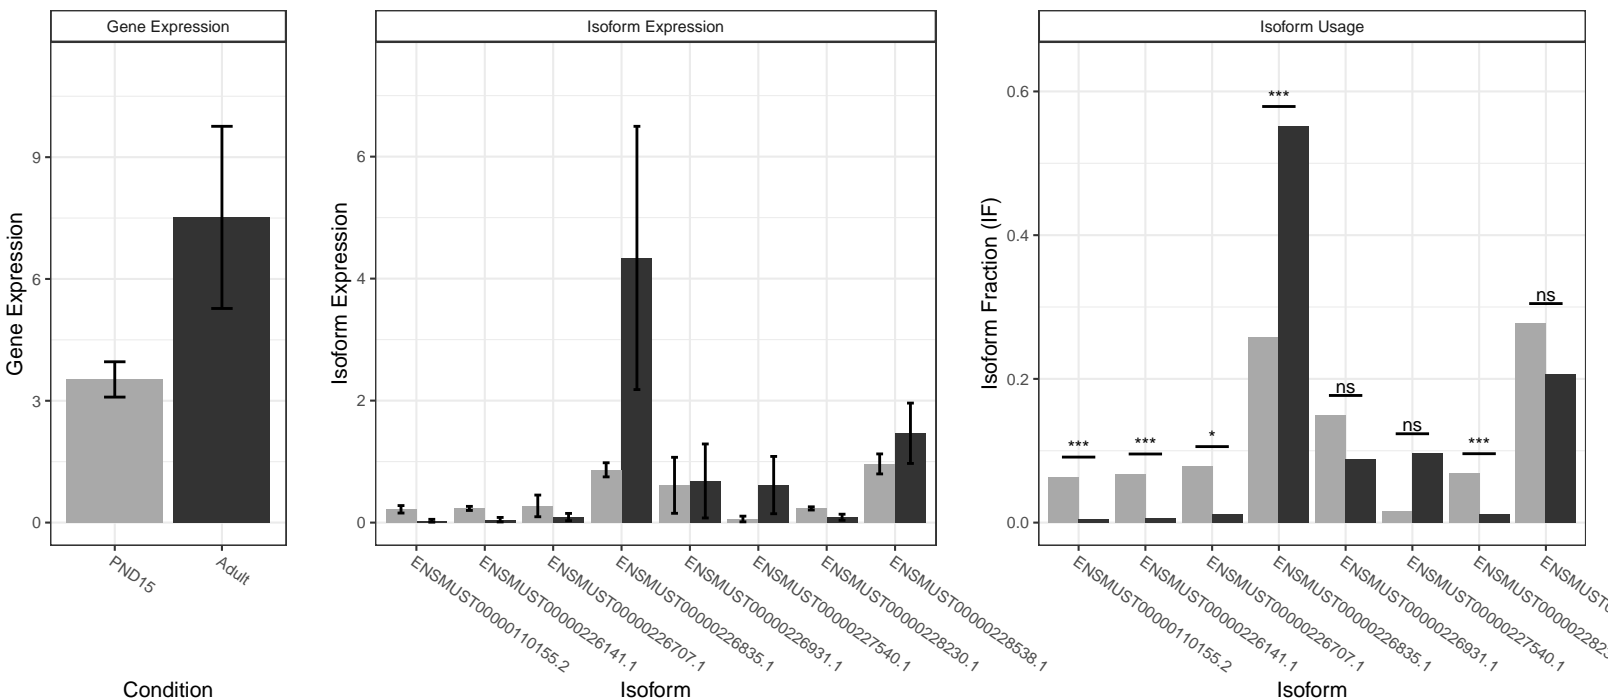 Gene Expression
Isoform Expression
Isoform Usage
Gene Expression
9
6
3
0
PND15
Adult
Condition
Isoform Expression
6
4
2
0
ENSMUST00000110155.2
ENSMUST00000226141.1
ENSMUST00000226707.1
ENSMUST00000226835.1
ENSMUST00000226931.1
ENSMUST00000227540.1
ENSMUST00000228230.1
ENSMUST00000228538.1
Isoform
Isoform Fraction (IF)
0.6
0.4
0.2
0.0
***
***
*
***
ns
ns
***
ns
ENSMUST00000110155.2
ENSMUST00000226141.1
ENSMUST00000226707.1
ENSMUST00000226835.1
ENSMUST00000226931.1
ENSMUST00000227540.1
Isoform